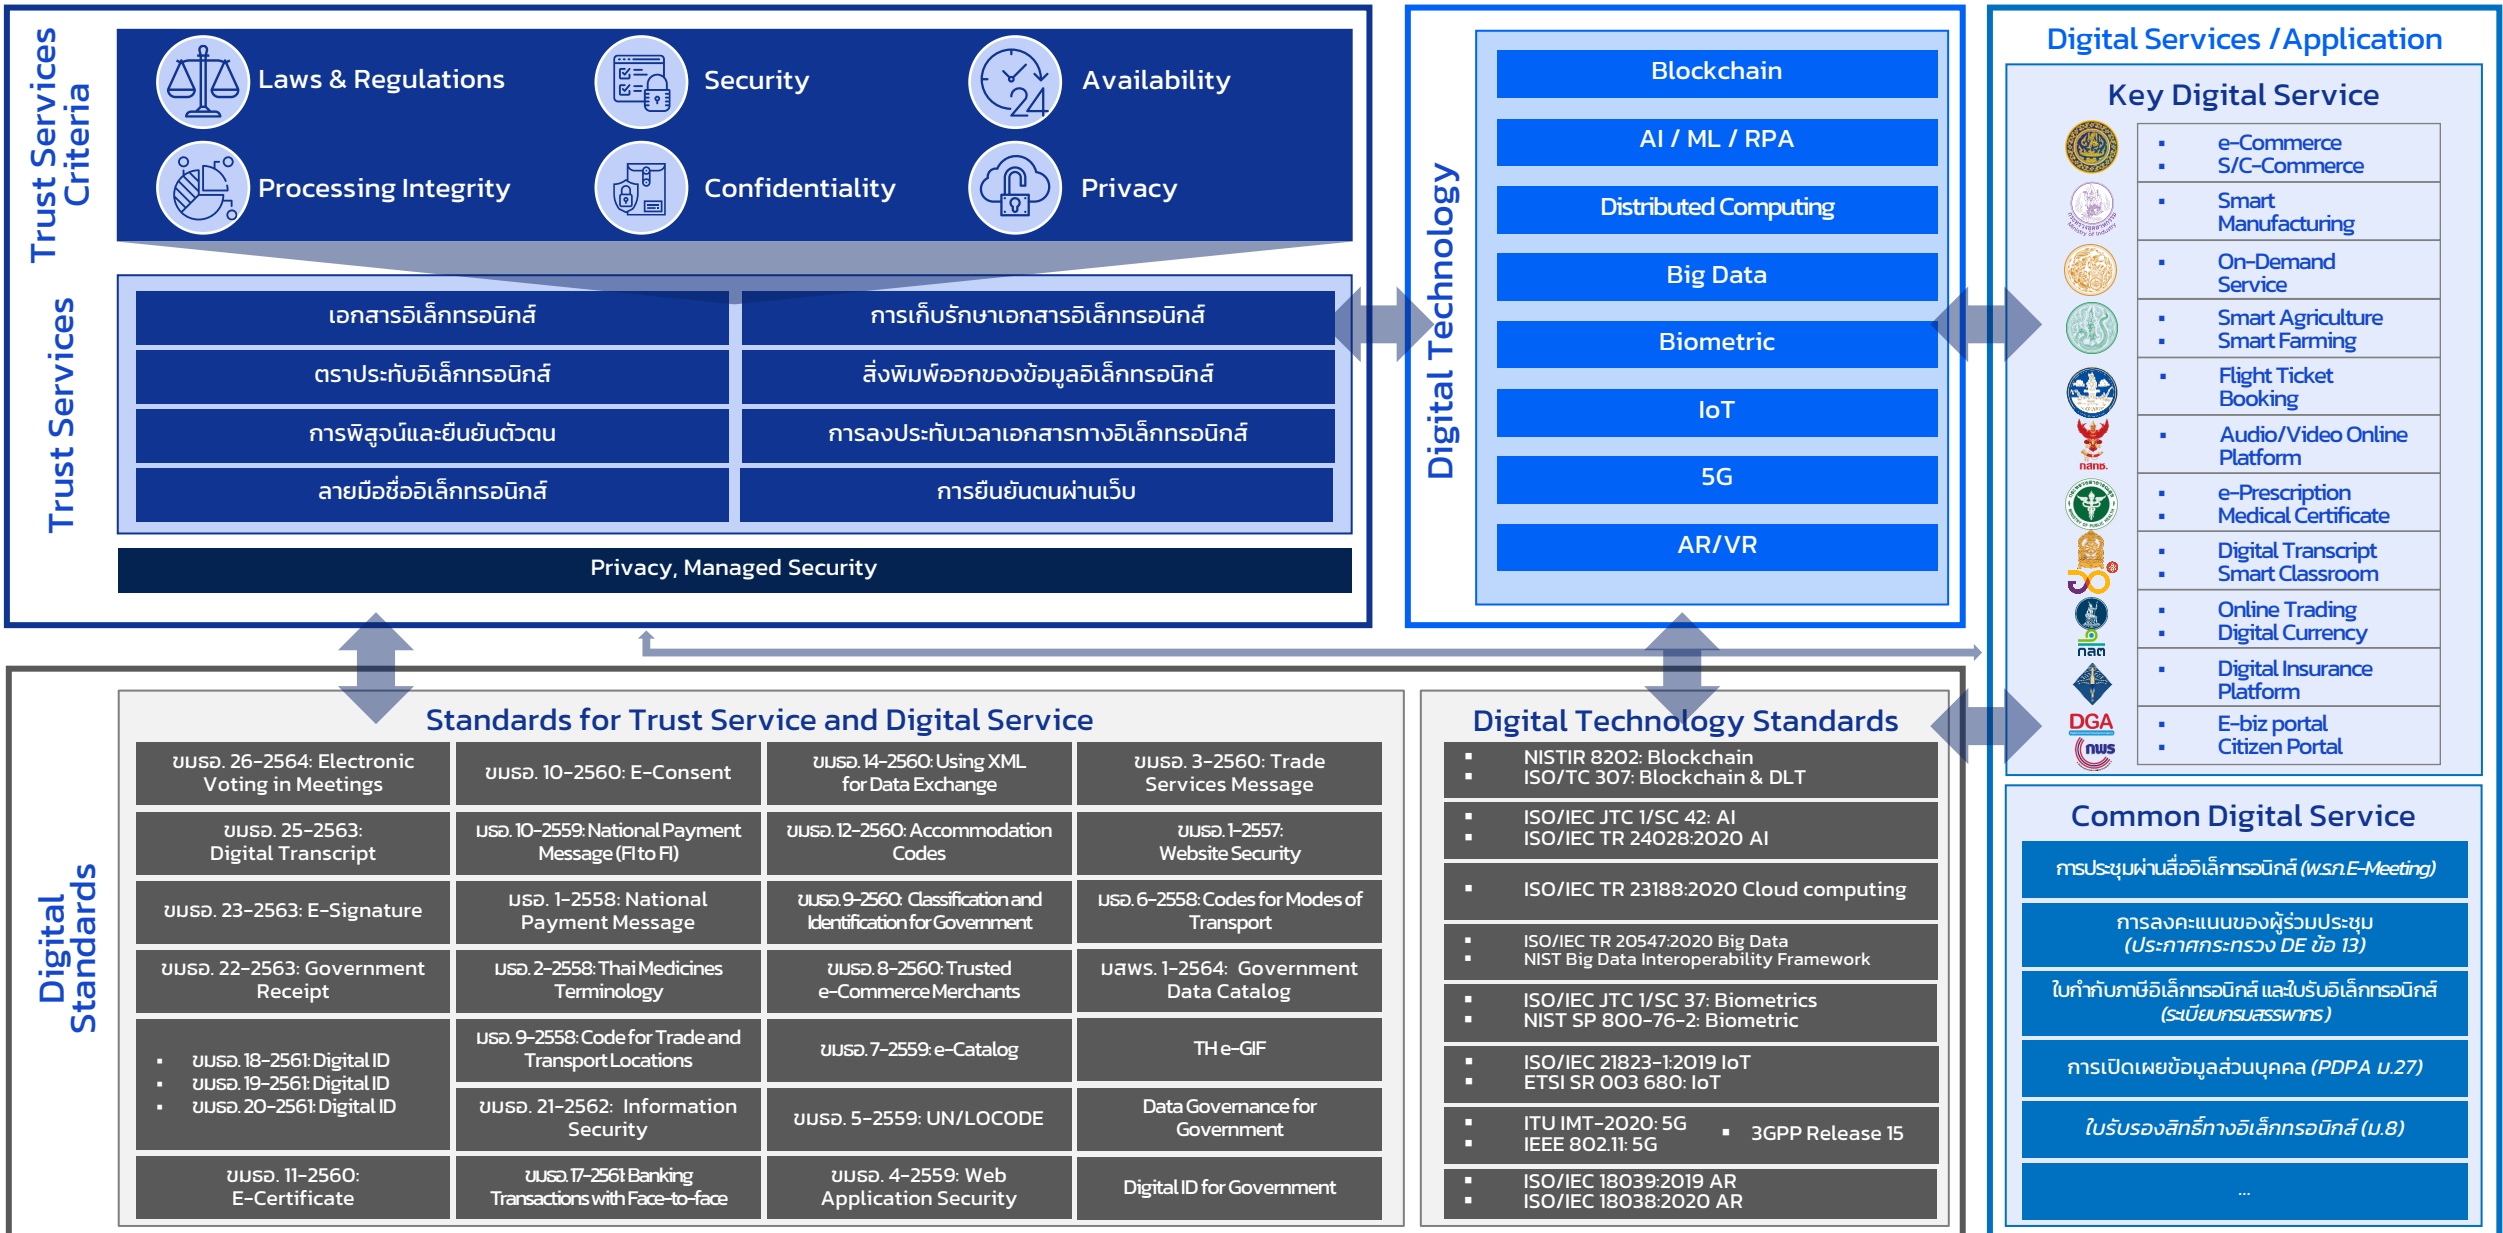 Trust Services
Criteria
Laws & Regulations
Security
Availability
24
Processing Integrity
Confidentiality
Privacy
Trust Services
เอกสารอิเล็กทรอนิกส์
การเก็บรักษาเอกสารอิเล็กทรอนิกส์
ตราประทับอิเล็กทรอนิกส์
สิ่งพิมพ์ออกของข้อมูลอิเล็กทรอนิกส์
การพิสูจน์และยืนยันตัวตน
การลงประทับเวลาเอกสารทางอิเล็กทรอนิกส์
ลายมือชื่ออิเล็กทรอนิกส์
การยืนยันตนผ่านเว็บ
Privacy, Managed Security
Digital Technology
Blockchain
AI / ML / RPA
Distributed Computing
Big Data
Biometric
IoT
5G
AR/VR
Digital Services /Application
Key Digital Service
▪ e-Commerce
▪ S/C-Commerce
▪ Smart
Manufacturing
Ministry of Industry
▪ On-Demand
Service
▪ Smart Agriculture
▪ Smart Farming
▪ Flight Ticket
Booking
▪ Audio/Video Online
Platform
กสทช.
▪ e-Prescription
▪ Medical Certificate
▪ Digital Transcript
▪ Smart Classroom
▪ Online Trading
▪ Digital Currency
กลต
▪ Digital Insurance
Platform
DGA
▪ E-biz portal
▪ Citizen Portal
กพร
Common Digital Service
การประชุมผ่านสื่ออิเล็กทรอนิกส์ (พ.ร.ก.E-Meeting)
การลงคะแนนของผู้ร่วมประชุม
(ประกาศกระทรวง DE ข้อ 13)
ใบกำกับภาษีอิเล็กทรอนิกส์ และใบรับอิเล็กทรอนิกส์
(ระเบียบกรมสรรพากร)
การเปิดเผยข้อมูลส่วนบุคคล (PDPA ม.27)
ใบรับรองสิทธิ์ทางอิเล็กทรอนิกส์ (ม.8)
...
Digital
Standards
Standards for Trust Service and Digital Service
ขมธอ. 26-2564: Electronic
Voting in Meetings
ขมธอ. 10-2560: E-Consent
ขมธอ. 14-2560: Using XML
for Data Exchange
ขมธอ. 3-2560: Trade
Services Message
ขมธอ. 25-2563:
Digital Transcript
มธอ. 10-2559: National Payment
Message (FI to FI)
ขมธอ. 12-2560: Accommodation
Codes
ขมธอ. 1-2557:
Website Security
ขมธอ. 23-2563: E-Signature
มธอ. 1-2558: National
Payment Message
ขมธอ. 9-2560: Classification and
Identification for Government
มธอ. 6-2558: Codes for Modes of
Transport
ขมธอ. 22-2563: Government
Receipt
มธอ. 2-2558: Thai Medicines
Terminology
ขมธอ. 8-2560: Trusted
e-Commerce Merchants
มสพร. 1-2564: Government
Data Catalog
▪ ขมธอ. 18-2561: Digital ID
▪ ขมธอ. 19-2561: Digital ID
▪ ขมธอ. 20-2561: Digital ID
มธอ. 9-2558: Code for Trade and
Transport Locations
ขมธอ. 7-2559: e-Catalog
TH e-GIF
ขมธอ. 21-2562: Information
Security
ขมธอ. 5-2559: UN/LOCODE
Data Governance for
Government
ขมธอ. 11-2560:
E-Certificate
ขมธอ. 17-2561: Banking
Transactions with Face-to-face
ขมธอ. 4-2559: Web
Application Security
Digital ID for Government
Digital Technology Standards
▪ NISTIR 8202: Blockchain
▪ ISO/TC 307: Blockchain & DLT
▪ ISO/IEC JTC 1/SC 42: AI
▪ ISO/IEC TR 24028:2020 AI
▪ ISO/IEC TR 23188:2020 Cloud computing
▪ ISO/IEC TR 20547:2020 Big Data
▪ NIST Big Data Interoperability Framework
▪ ISO/IEC JTC 1/SC 37: Biometrics
▪ NIST SP 800-76-2: Biometric
▪ ISO/IEC 21823-1:2019 IoT
▪ ETSI SR 003 680: IoT
▪ ITU IMT-2020: 5G
▪ IEEE 802.11: 5G
▪ 3GPP Release 15
▪ ISO/IEC 18039:2019 AR
▪ ISO/IEC 18038:2020 AR